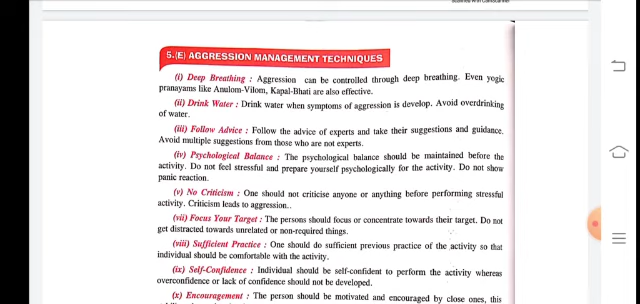 5.(E) AGGRESSION MANAGEMENT TECHNIQUES
(i) Deep Breathing : Aggression can be controlled through deep breathing. Even yogic
pranayams like Anulom-Vilom, Kapal-Bhati are also effective.
(ii) Drink Water : Drink water when symptoms of aggression is develop. Avoid overdrinking
of water.
(iii) Follow Advice : Follow the advice of experts and take their suggestions and guidance.
Avoid multiple suggestions from those who are not experts.
(iv) Psychological Balance : The psychological balance should be maintained before the
activity. Do not feel stressful and prepare yourself psychologically for the activity. Do not show
panic reaction.
(v) No Criticism : One should not criticise anyone or anything before performing stressful
activity. Criticism leads to aggression..
(vii) Focus Your Target : The persons should focus or concentrate towards their target. Do not
get distracted towards unrelated or non-required things.
(viii) Sufficient Practice : One should do sufficient previous practice of the activity so that
individual should be comfortable with the activity.
(ix) Self-Confidence : Individual should be self-confident to perform the activity whereas
overconfidence or lack of confidence should not be developed.
(x) Encouragement : The person should be motivated and encouraged by close ones, this